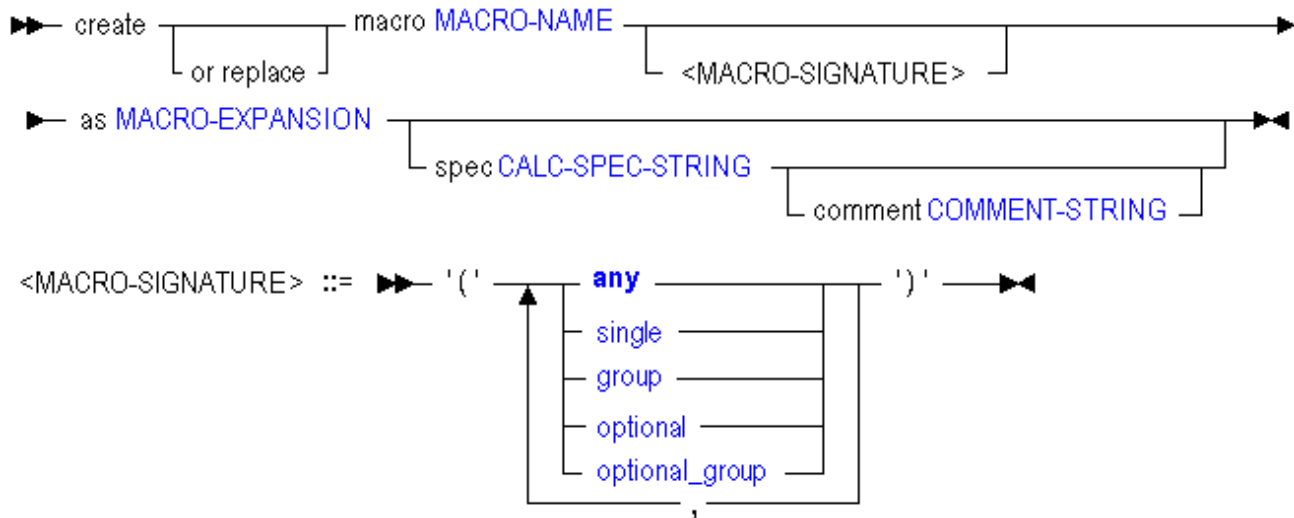 create macro MACRO-NAME
or replace <MACRO-SIGNATURE>
as MACRO-EXPANSION
spec CALC-SPEC-STRING
comment COMMENT-STRING
<MACRO-SIGNATURE> ::= '(' any ')'
single
group
optional
optional_group
,